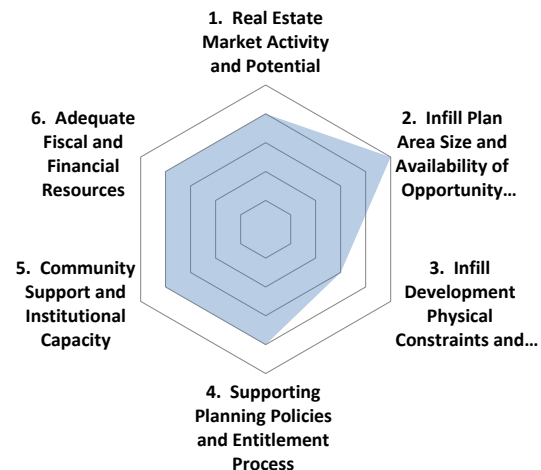 1. Real Estate
Market Activity
and Potential
2. Infill Plan
Area Size and
Availability of
Opportunity…
3. Infill
Development
Physical
Constraints and…
4. Supporting
Planning Policies
and Entitlement
Process
5. Community
Support and
Institutional
Capacity
6. Adequate
Fiscal and
Financial
Resources